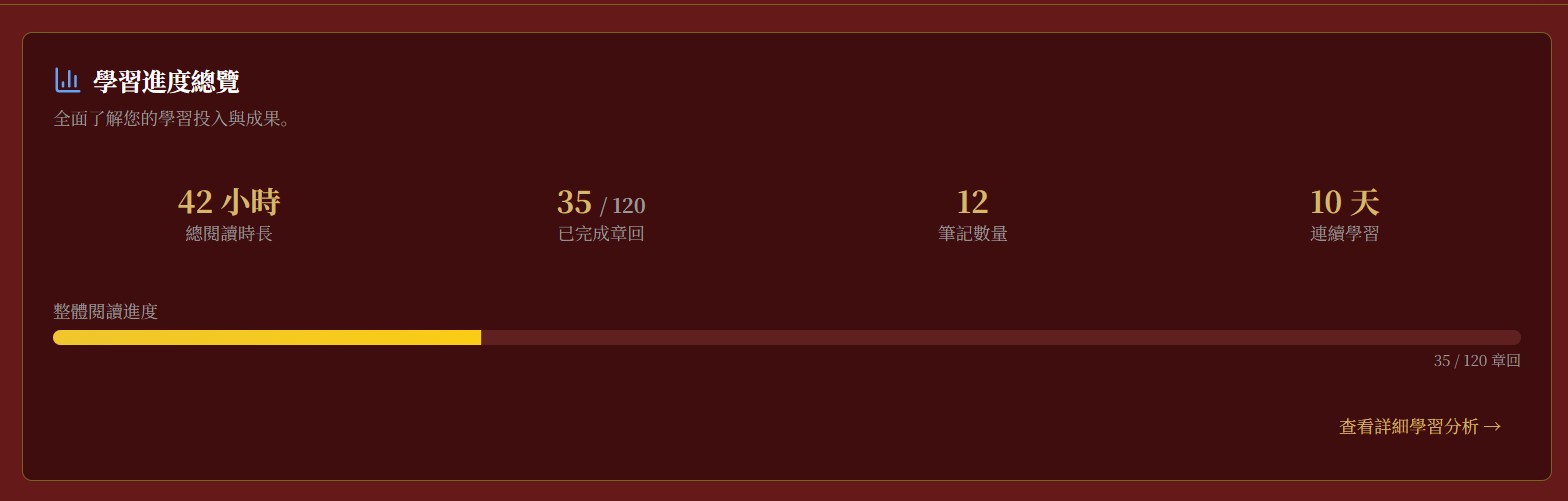 學習進度總覽
全面了解您的學習投入與成果。
42 小時
總閱讀時長
35 / 120
已完成章回
12
筆記數量
10 天
連續學習
整體閱讀進度
35 / 120 章回
查看詳細學習分析 →